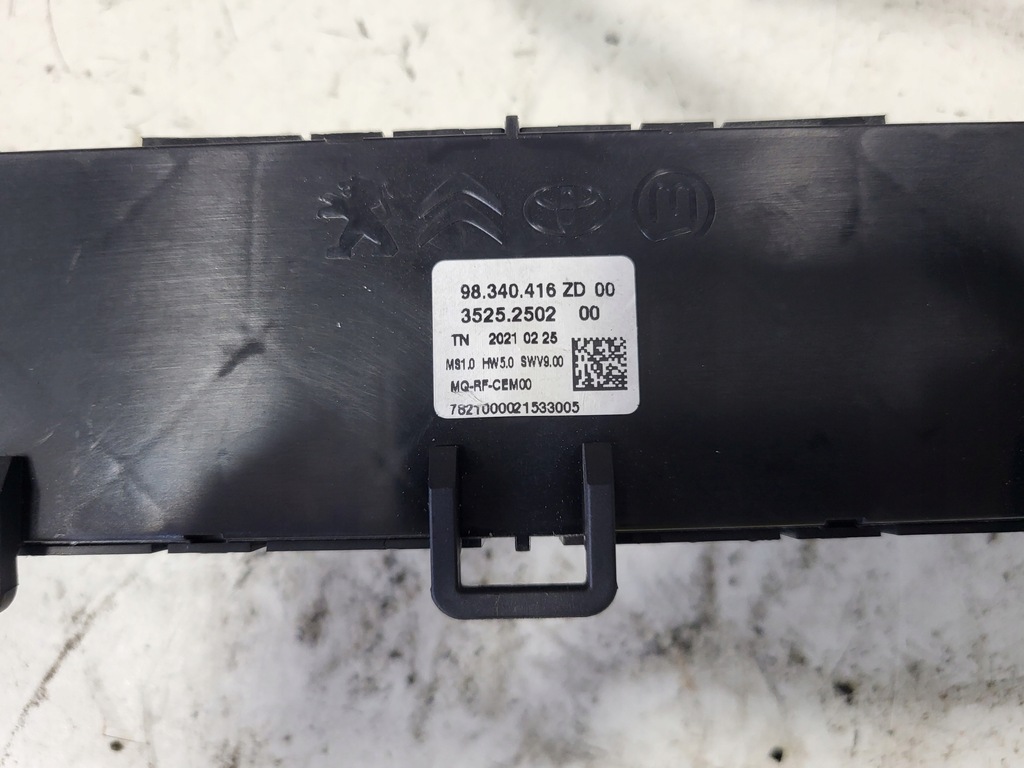 98.340.416 ZD 00
3525.2502 00
TN 2021 02 25
MS1.0 HW5.0 SWV9.00
MQ-RF-CEM00
7821000021533005